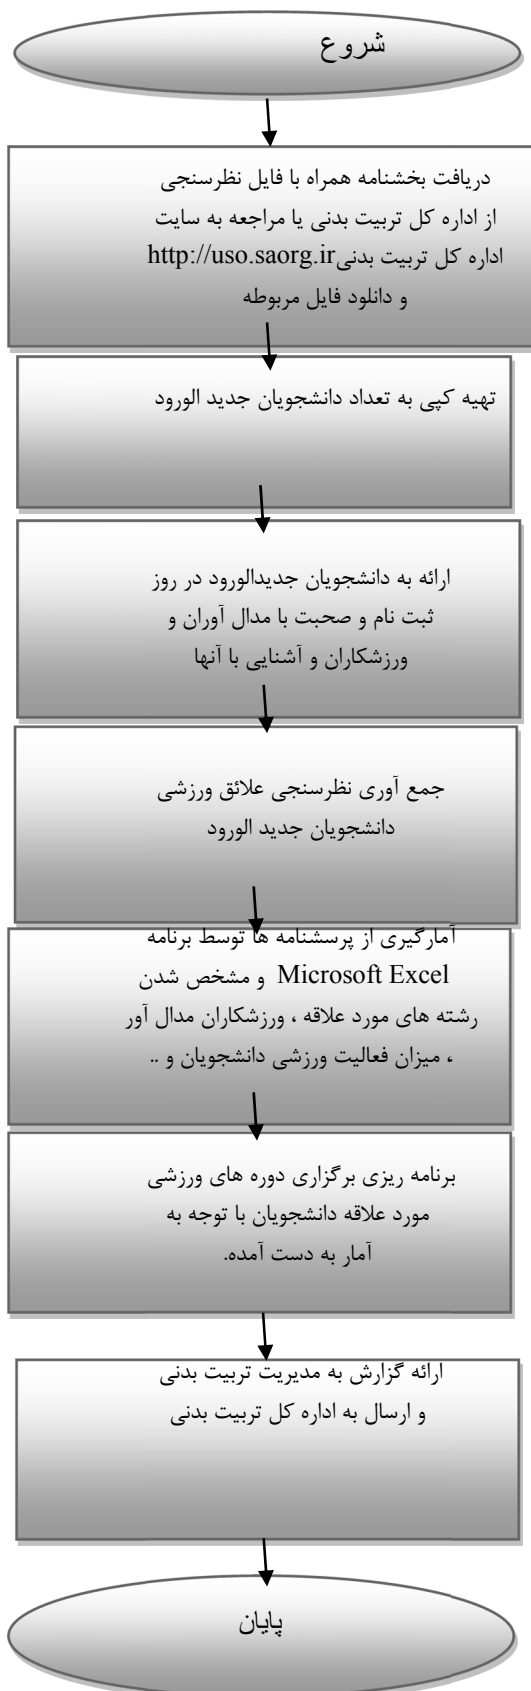 شروع
دریافت بخشنامه همراه با فایل نظرسنجی
از اداره کل تربیت بدنی یا مراجعه به سایت
اداره کل تربیت بدنیhttp://uso.saorg.ir
و دانلود فایل مربوطه
تهیه کپی به تعداد دانشجویان جدید الورود
ارائه به دانشجویان جدیدالورود در روز
ثبت نام و صحبت با مدال آوران و
ورزشکاران و آشنایی با آنها
جمع آوری نظرسنجی علائق ورزشی
دانشجویان جدید الورود
آمارگیری از پرسشنامه ها توسط برنامه
Microsoft Excel و مشخص شدن
رشته های مورد علاقه ، ورزشکاران مدال آور
، میزان فعالیت ورزشی دانشجویان و ..
برنامه ریزی برگزاری دوره های ورزشی
مورد علاقه دانشجویان با توجه به
آمار به دست آمده.
ارائه گزارش به مدیریت تربیت بدنی
و ارسال به اداره کل تربیت بدنی
پایان